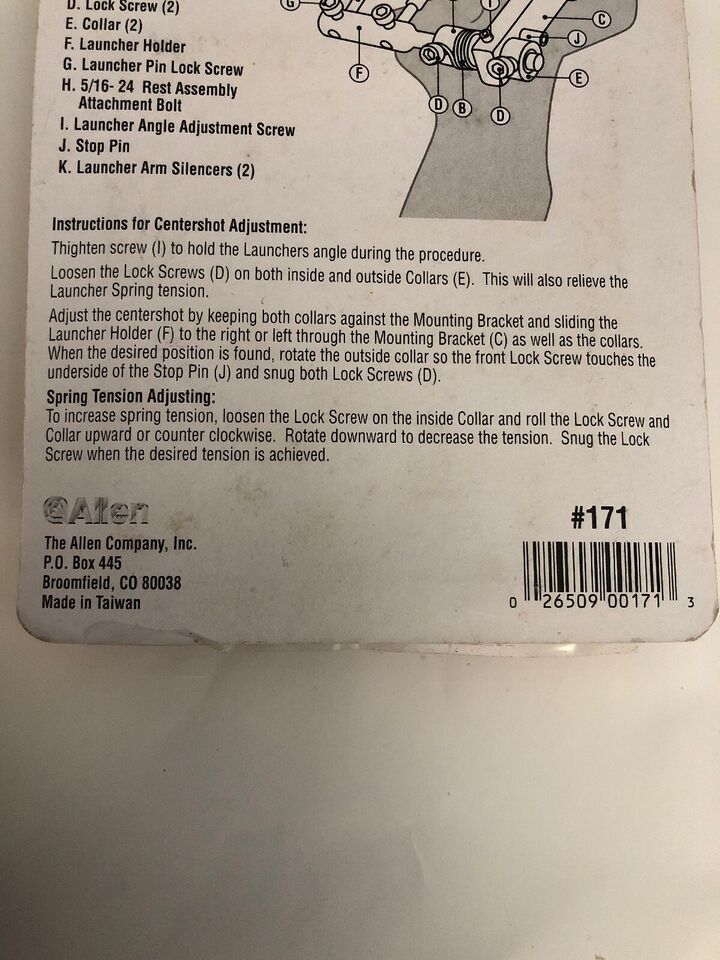 D. Lock Screw (2)
E. Collar (2)
F. Launcher Holder
G. Launcher Pin Lock Screw
H. 5/16- 24 Rest Assembly
Attachment Bolt
I. Launcher Angle Adjustment Screw
J. Stop Pin
K. Launcher Arm Silencers (2)
G
C
J
F
E
D
B
D
Instructions for Centershot Adjustment:
Thighten screw (I) to hold the Launchers angle during the procedure.
Loosen the Lock Screws (D) on both inside and outside Collars (E). This will also relieve the
Launcher Spring tension.
Adjust the centershot by keeping both collars against the Mounting Bracket and sliding the
Launcher Holder (F) to the right or left through the Mounting Bracket (C) as well as the collars.
When the desired position is found, rotate the outside collar so the front Lock Screw touches the
underside of the Stop Pin (J) and snug both Lock Screws (D).
Spring Tension Adjusting:
To increase spring tension, loosen the Lock Screw on the inside Collar and roll the Lock Screw and
Collar upward or counter clockwise. Rotate downward to decrease the tension. Snug the Lock
Screw when the desired tension is achieved.
Allen
The Allen Company, Inc.
P.O. Box 445
Broomfield, CO 80038
Made in Taiwan
#171
0 26509 00171 3